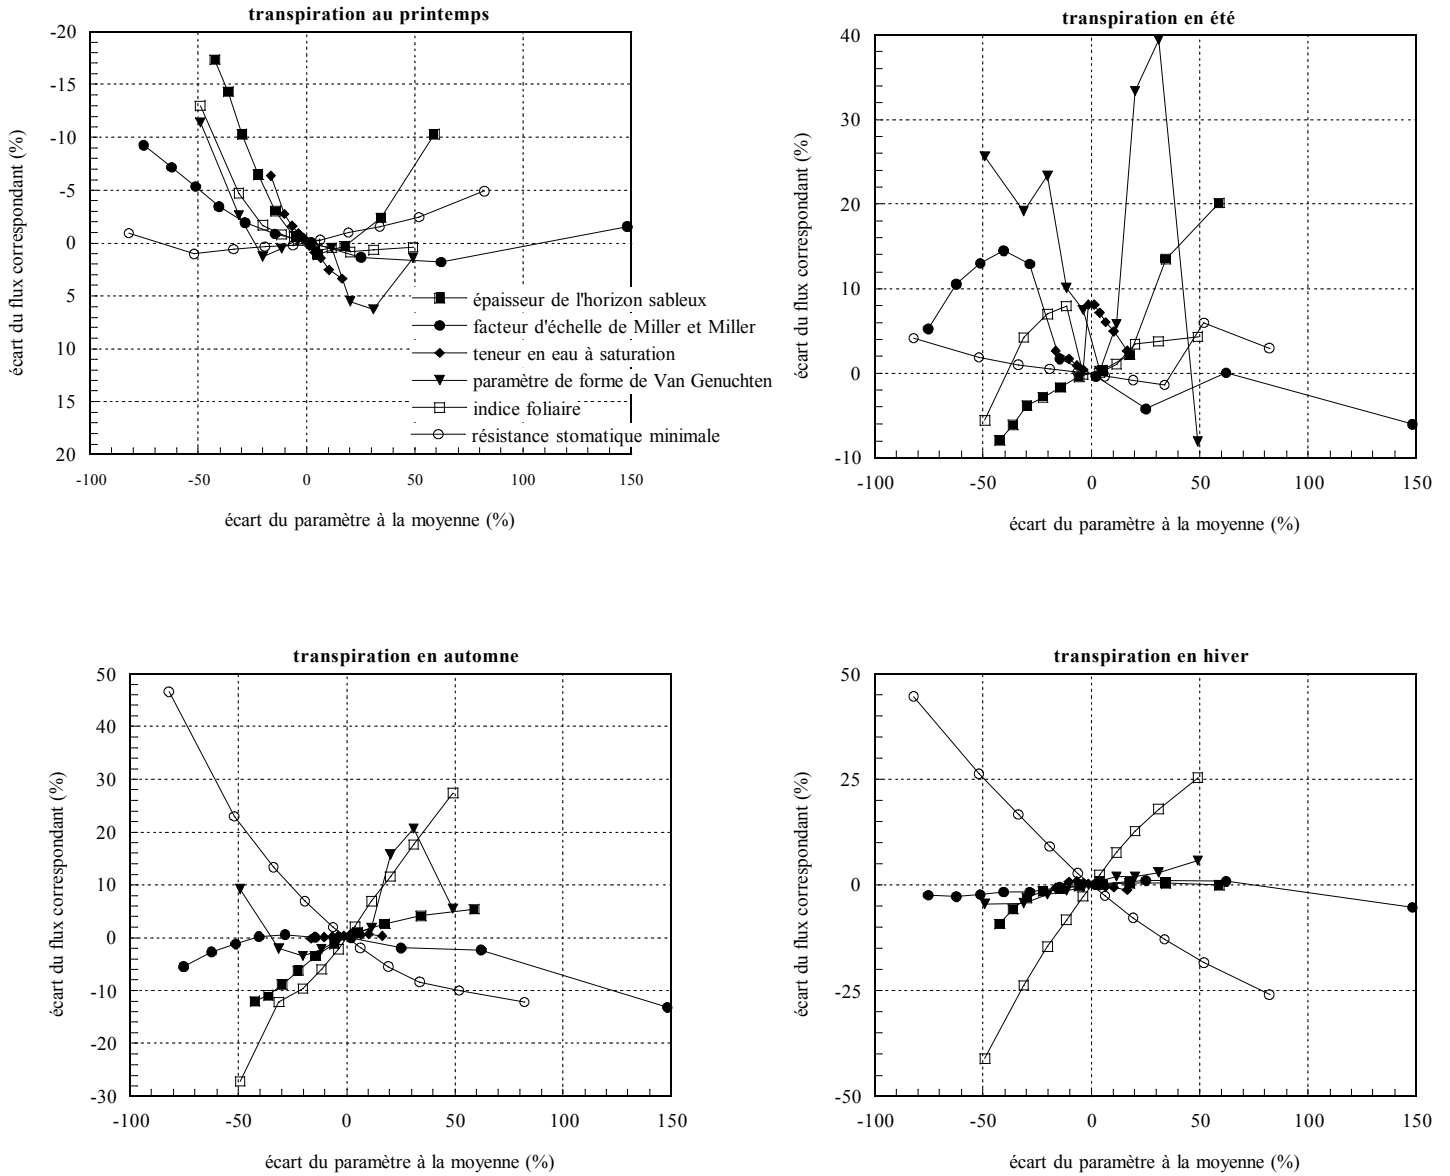 transpiration au printemps
écart du flux correspondant (%)
-20
-15
-10
-5
0
5
10
15
20
-100
-50
0
50
100
150
écart du paramètre à la moyenne (%)
épaisseur de l'horizon sableux
facteur d'échelle de Miller et Miller
teneur en eau à saturation
paramètre de forme de Van Genuchten
indice foliaire
résistance stomatique minimale
transpiration en été
écart du flux correspondant (%)
40
30
20
10
0
-10
-100
-50
0
50
100
150
écart du paramètre à la moyenne (%)
transpiration en automne
écart du flux correspondant (%)
50
40
30
20
10
0
-10
-20
-30
-100
-50
0
50
100
150
écart du paramètre à la moyenne (%)
transpiration en hiver
écart du flux correspondant (%)
50
25
0
-25
-50
-100
-50
0
50
100
150
écart du paramètre à la moyenne (%)